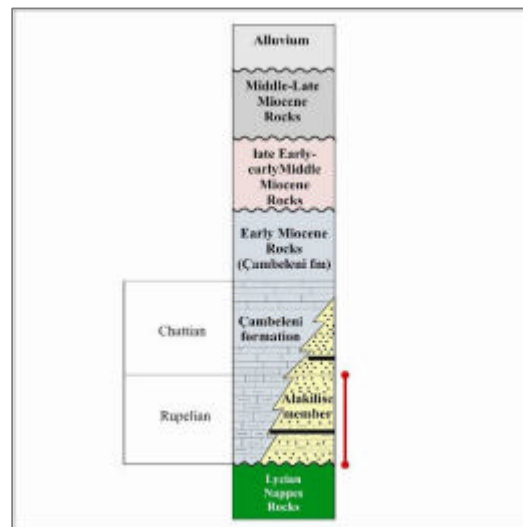 Alluvium
Middle-Late
Miocene
Rocks
late Early-
earlyMiddle
Miocene
Rocks
Early Miocene
Rocks
(Çambeleni fm)
Chattian
Çambeleni
formation
Rupelian
Alakilise
member
Lycian
Nappes
Rocks